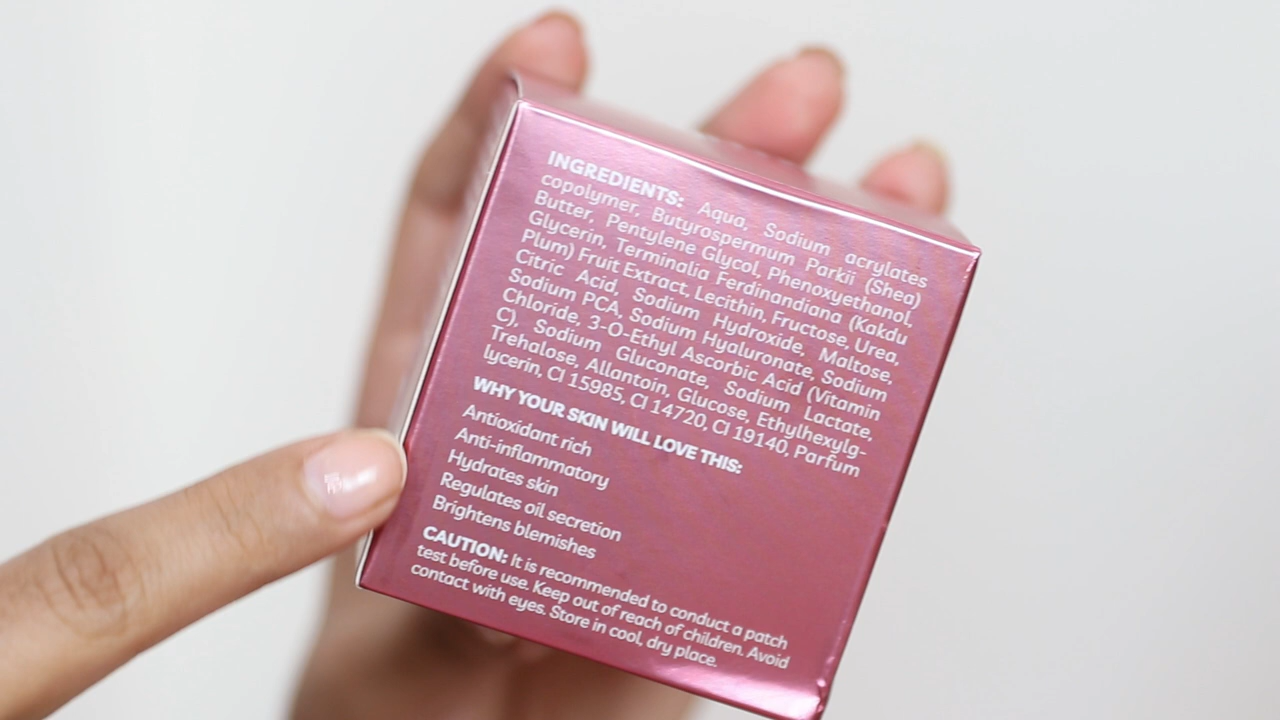 INGREDIENTS: Aqua, Sodium acrylates
copolymer, Butyrospermum Parkii (Shea)
Butter, Pentylene Glycol, Phenoxyethanol,
Glycerin, Terminalia Ferdinandiana (Kakdu
Plum) Fruit Extract, Lecithin, Fructose, Urea,
Citric Acid, Sodium Hydroxide, Maltose,
Sodium PCA, Sodium Hyaluronate, Sodium
Chloride, 3-O-Ethyl Ascorbic Acid (Vitamin
C), Sodium Gluconate, Sodium Lactate,
Trehalose, Allantoin, Glucose, Ethylhexylg-
lycerin, CI 15985, CI 14720, CI 19140, Parfum
WHY YOUR SKIN WILL LOVE THIS:
Antioxidant rich
Anti-inflammatory
Hydrates skin
Regulates oil secretion
Brightens blemishes
CAUTION: It is recommended to conduct a patch
test before use. Keep out of reach of children. Avoid
contact with eyes. Store in cool, dry place.